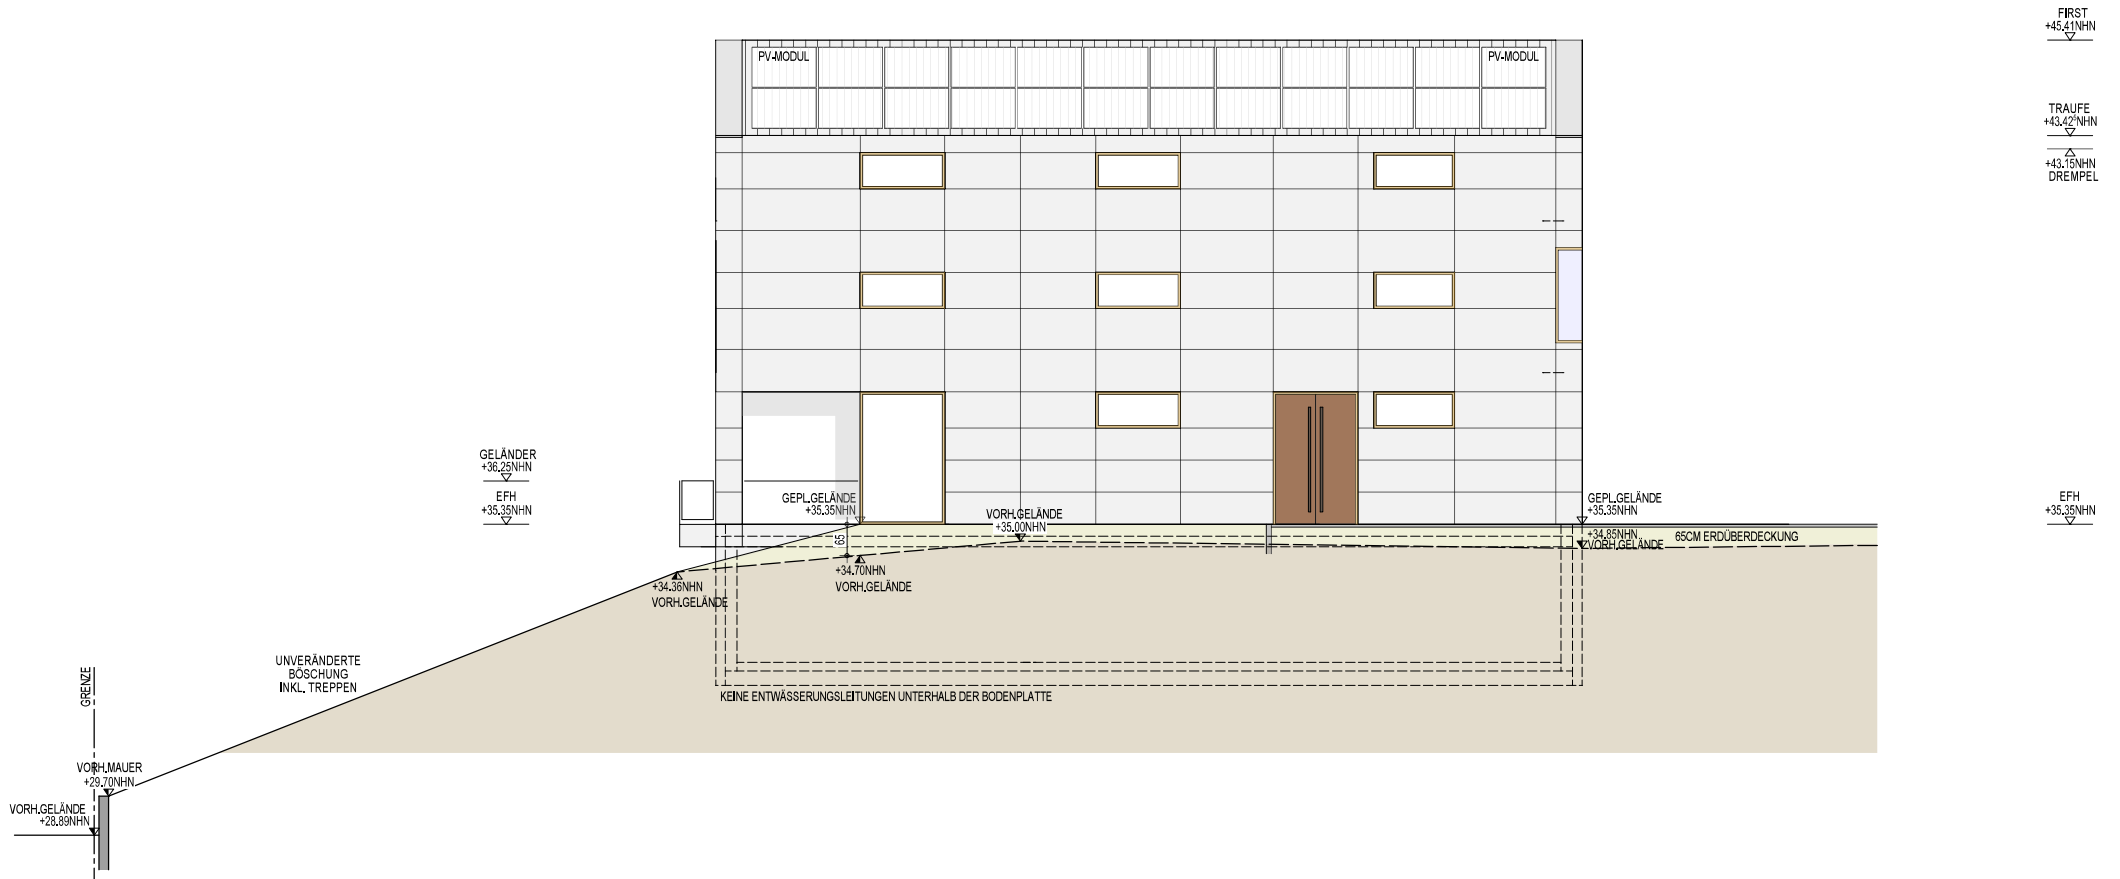 FIRST
+45.41NHN
PV-MODUL
PV-MODUL
TRAUFE
+43.42⁵NHN
+43.15NHN
DREMPEL
GELÄNDER
+36.25NHN
EFH
+35.35NHN
GEPL.GELÄNDE
+35.35NHN
VORH.GELÄNDE
+35.00NHN
GEPL.GELÄNDE
+35.35NHN
EFH
+35.35NHN
65
+34.85NHN
VORH.GELÄNDE
65CM ERDÜBERDECKUNG
+34.36NHN
VORH.GELÄNDE
+34.70NHN
VORH.GELÄNDE
UNVERÄNDERTE
BÖSCHUNG
INKL. TREPPEN
GRENZE
KEINE ENTWÄSSERUNGSLEITUNGEN UNTERHALB DER BODENPLATTE
VORH.MAUER
+29.70NHN
VORH.GELÄNDE
+28.89NHN